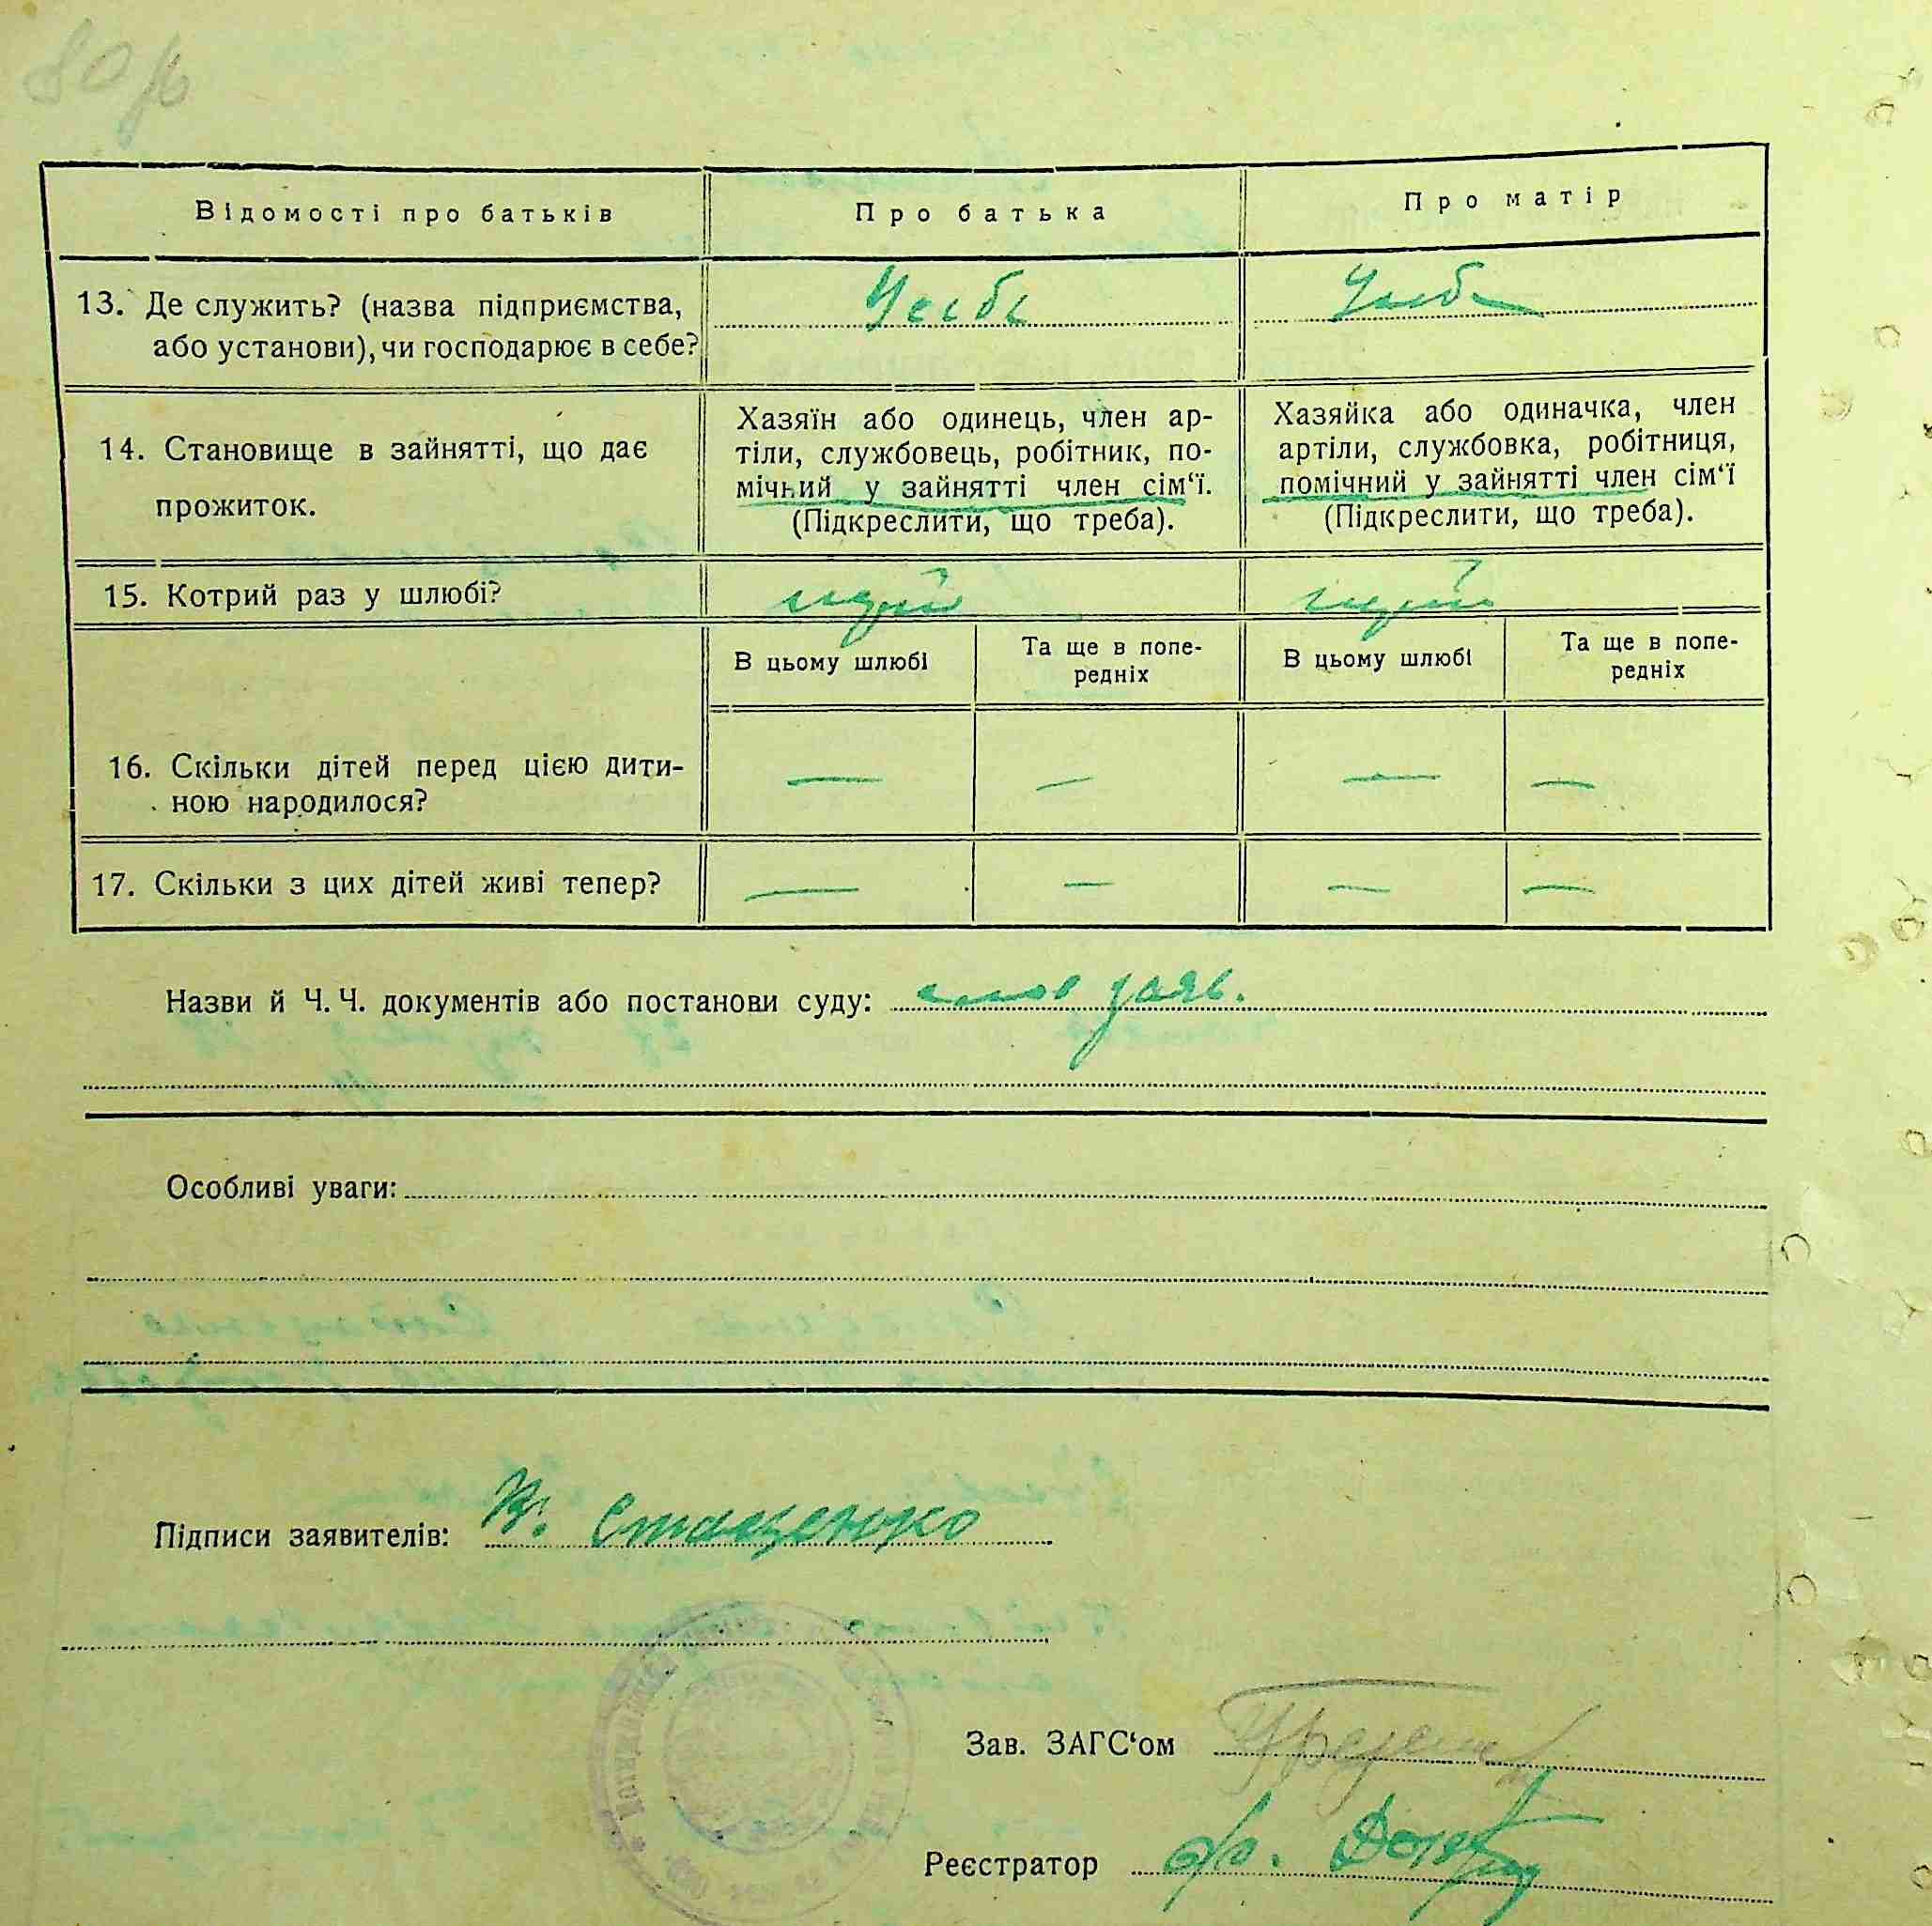 Відомості про батьків
Про батька
Про матір
13. Де служить? (назва підприємства,
або установи), чи господарює в себе?
У себе
У себе
14. Становище в зайнятті, що дає
прожиток.
Хазяїн або одинець, член ар-
тіли, службовець, робітник, по-
мічний у зайнятті член сім‘ї.
(Підкреслити, що треба).
Хазяйка або одиначка, член
артіли, службовка, робітниця,
помічний у зайнятті член сім‘ї
(Підкреслити, що треба).
15. Котрий раз у шлюбі?
В цьому шлюбі
Та ще в попе-
редніх
В цьому шлюбі
Та ще в попе-
редніх
16. Скільки дітей перед цією дити-
ною народилося?
— — — —
17. Скільки з цих дітей живі тепер?
— — — —
Назви й Ч. Ч. документів або постанови суду: слов заяв.
Особливі уваги:
Підписи заявителів: Стаценко
Зав. ЗАГС‘ом
Реєстратор